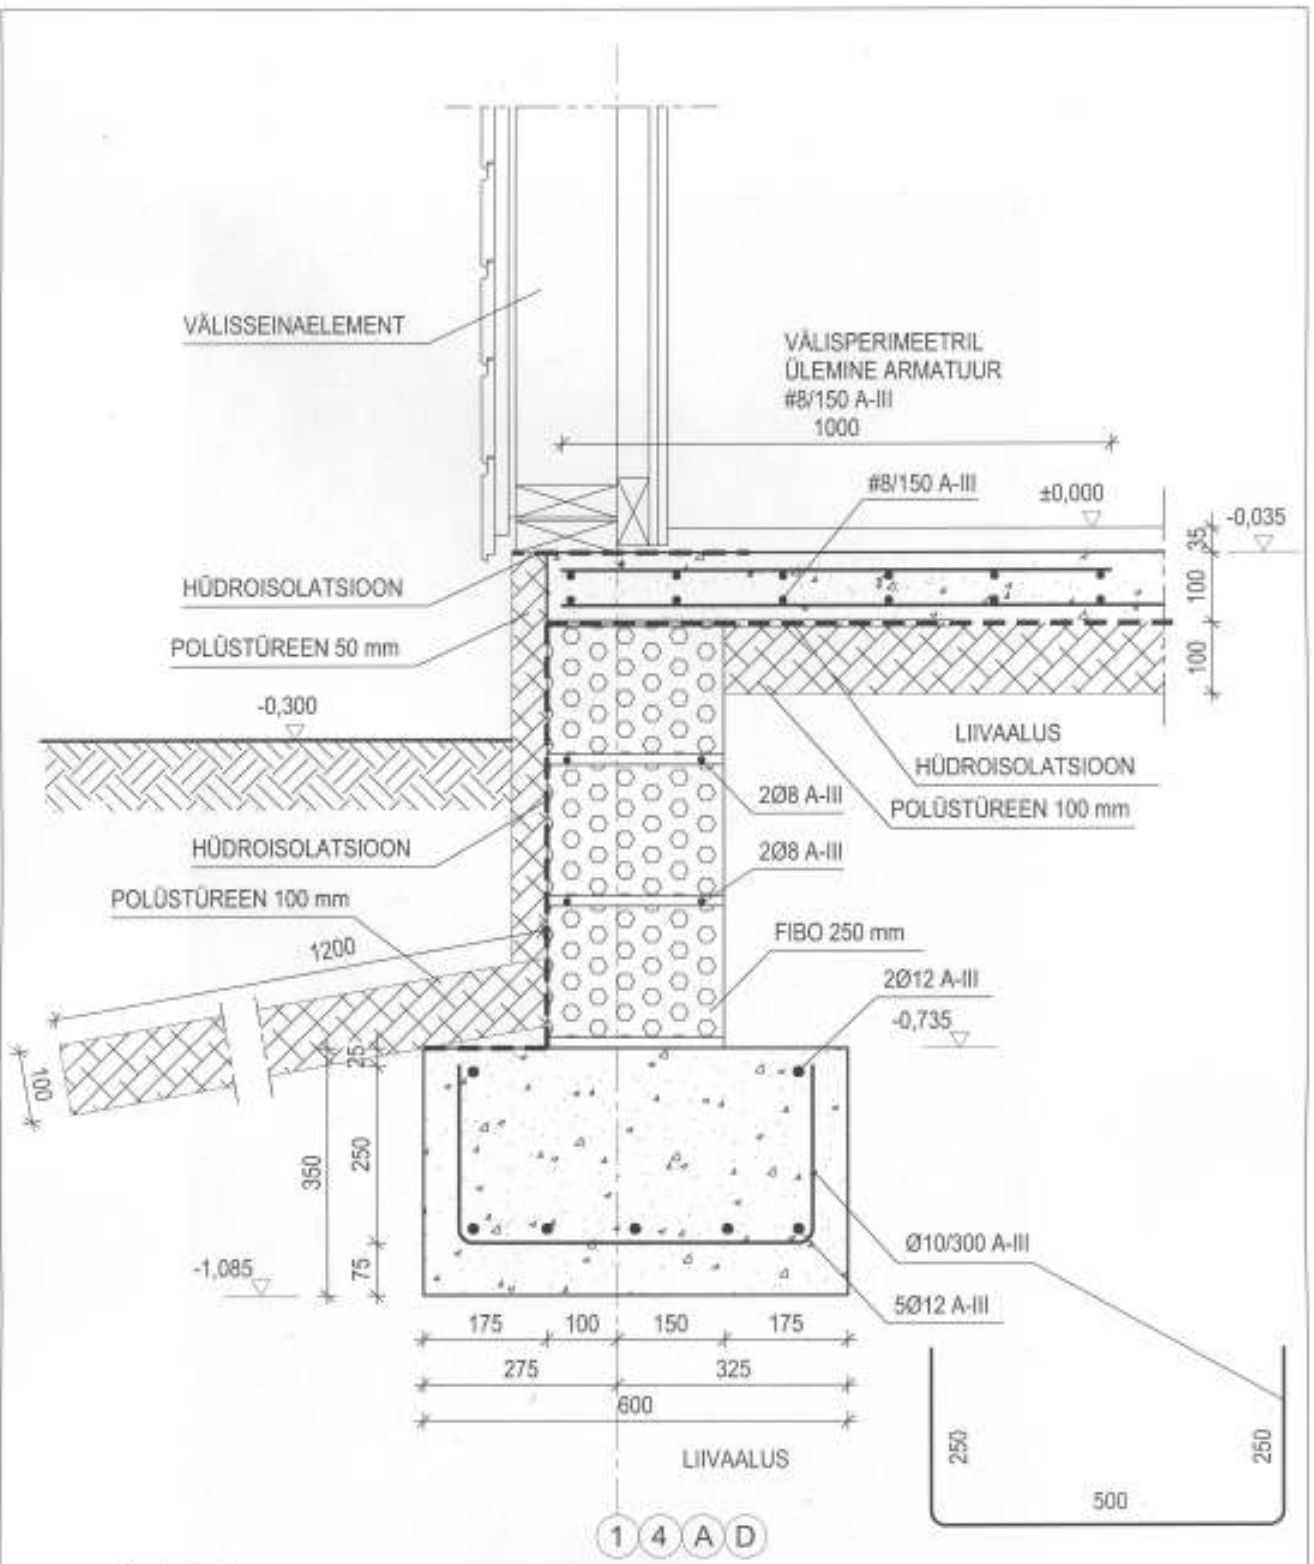 VÄLISSEINAELEMENT
VÄLISPERIMEETRIL
ÜLEMINE ARMATUUR
#8/150 A-III
1000
#8/150 A-III
±0,000
-0,035
35
100
100
HÜDROISOLATSIOON
POLÜSTÜREEN 50 mm
-0,300
LIIVAALUS
HÜDROISOLATSIOON
POLÜSTÜREEN 100 mm
2Ø8 A-III
HÜDROISOLATSIOON
2Ø8 A-III
POLÜSTÜREEN 100 mm
1200
FIBO 250 mm
2Ø12 A-III
-0,735
100
25
350
250
75
-1,085
Ø10/300 A-III
5Ø12 A-III
175 100 150 175
275 325
600
LIIVAALUS
250
250
500
1 4 A D